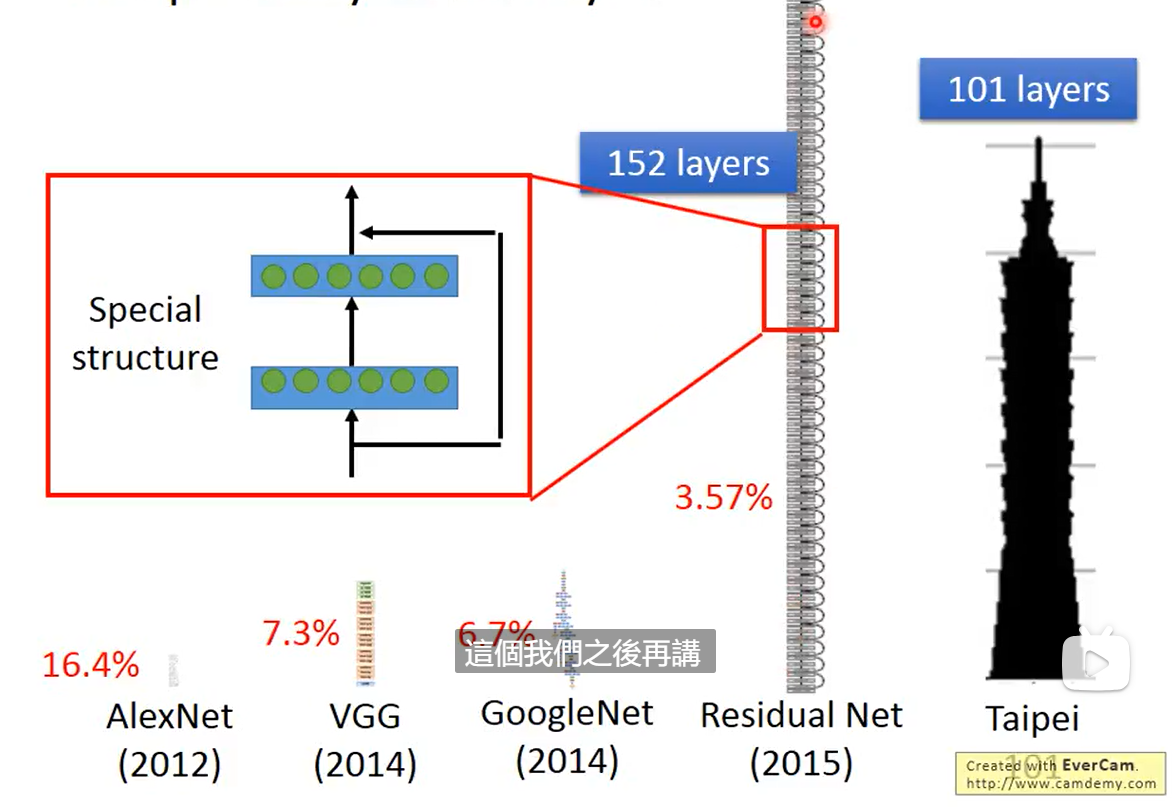 101 layers
152 layers
Special
structure
3.57%
7.3%
6.7%
16.4%
這個我們之後再講
AlexNet
(2012)
VGG
(2014)
GoogleNet
(2014)
Residual Net
(2015)
Taipei
101
Created with EverCam.
http://www.camdemy.com